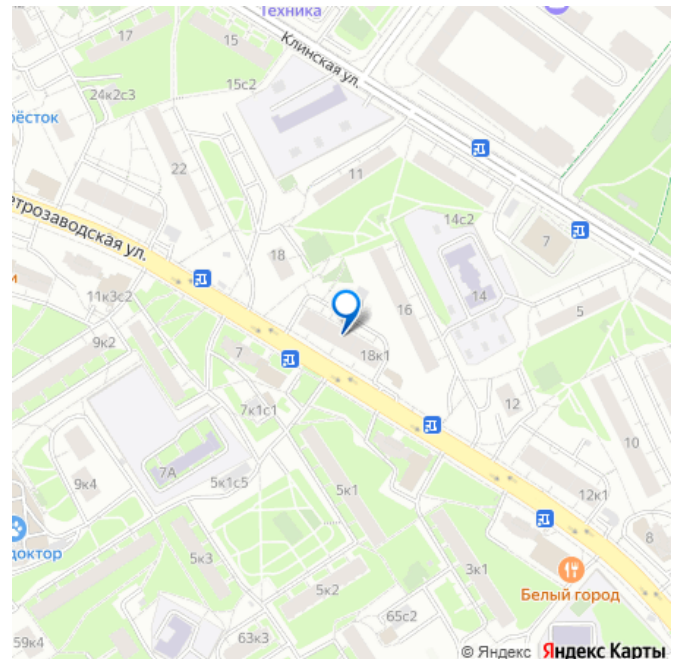 Техника
17
15
Клинская ул.
15с2
24к2с3
рёсток
22
11
14с2
7
етрозаводская ул.
18
и
11к3с2
16
14
5
9к2
7
18к1
7к1с1
12
10
7А
9к4
5к1с5
5к1
12к1
доктор
5к3
8
3к1
5к2
Белый город
65с2
63к3
59к4
© Яндекс Яндекс Карты